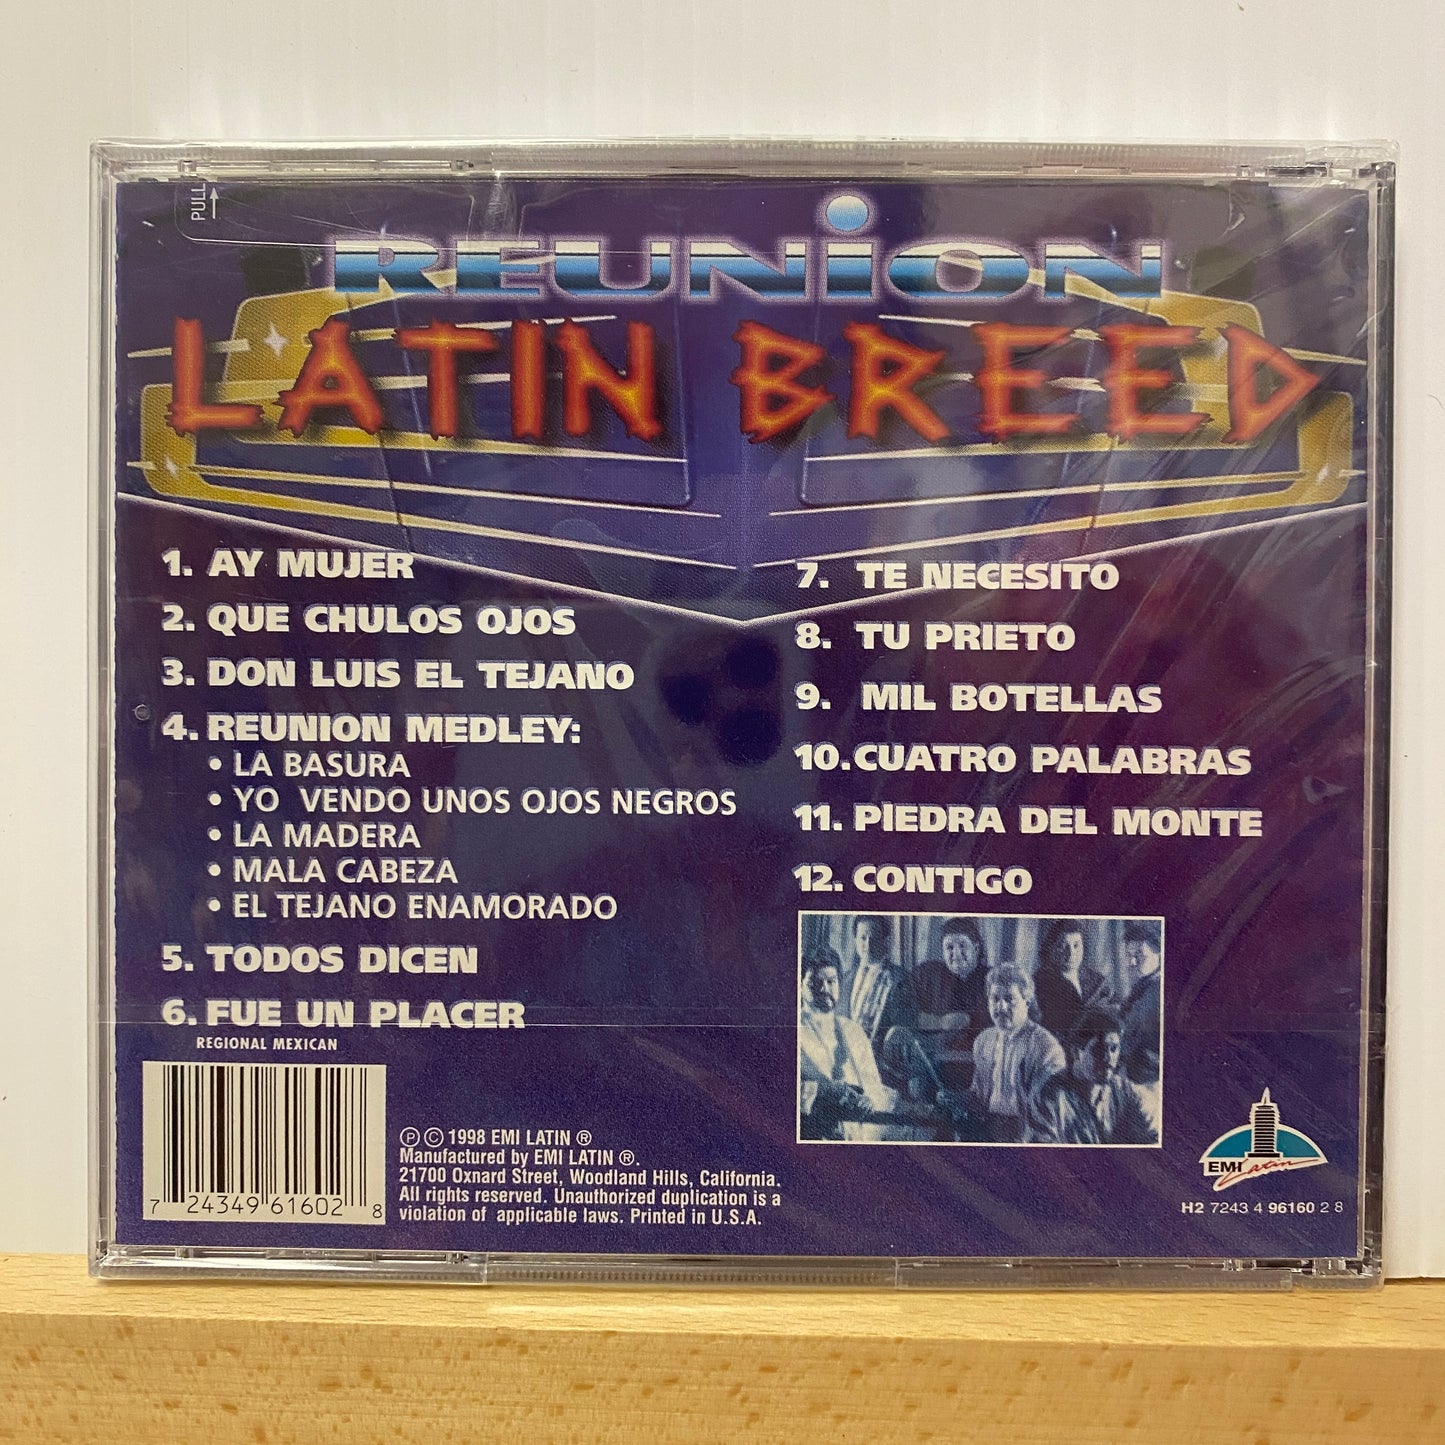 PULL
REUNION
LATIN BREED
1. AY MUJER
2. QUE CHULOS OJOS
3. DON LUIS EL TEJANO
4. REUNION MEDLEY:
• LA BASURA
• YO VENDO UNOS OJOS NEGROS
• LA MADERA
• MALA CABEZA
• EL TEJANO ENAMORADO
5. TODOS DICEN
6. FUE UN PLACER
7. TE NECESITO
8. TU PRIETO
9. MIL BOTELLAS
10. CUATRO PALABRAS
11. PIEDRA DEL MONTE
12. CONTIGO
REGIONAL MEXICAN
7 24349 61602 8
℗ © 1998 EMI LATIN ®
Manufactured by EMI LATIN ®.
21700 Oxnard Street, Woodland Hills, California.
All rights reserved. Unauthorized duplication is a
violation of applicable laws. Printed in U.S.A.
EMI Latin
H2 7243 4 96160 2 8